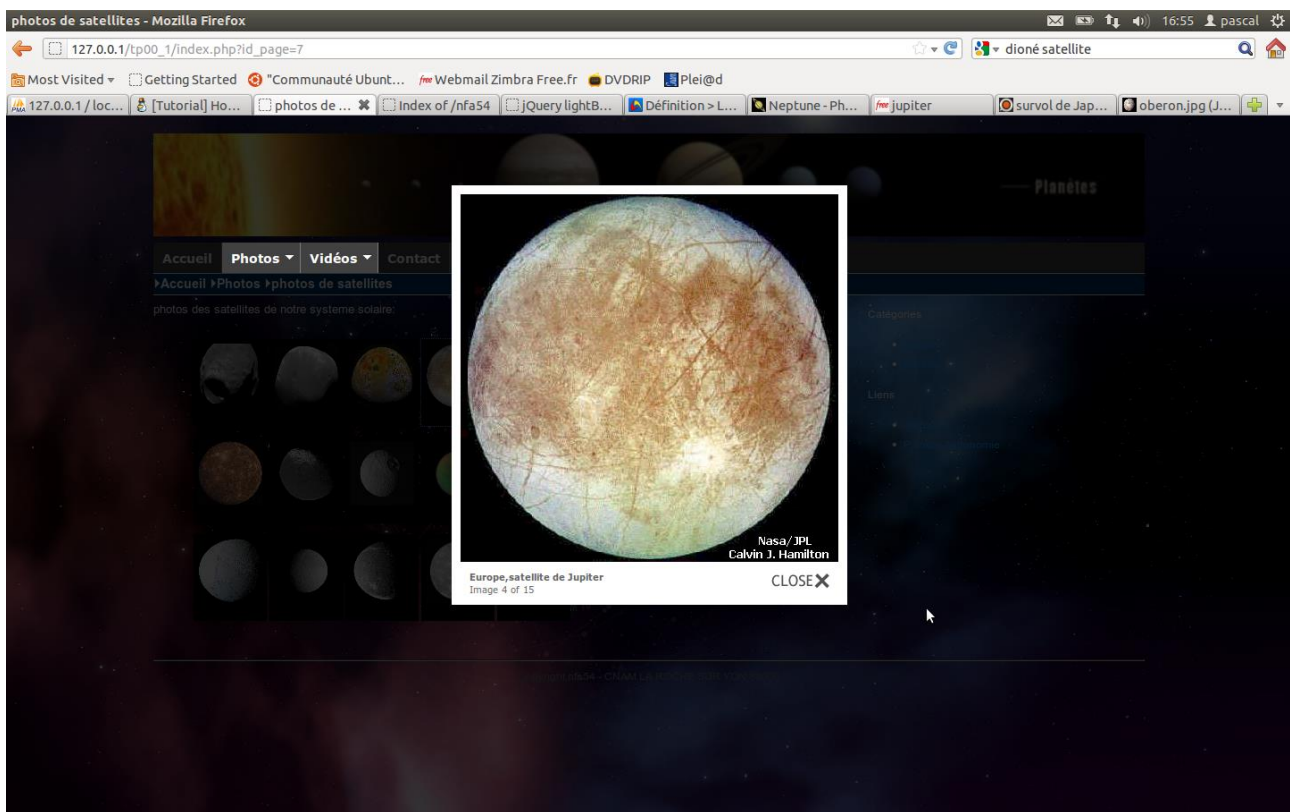 photos de satellites - Mozilla Firefox
16:55 pascal
127.0.0.1/tp00_1/index.php?id_page=7
dioné satellite
Most Visited Getting Started "Communauté Ubunt... free Webmail Zimbra Free.fr DVDRIP Plei@d
127.0.0.1 / loc... [Tutorial] Ho... photos de ... Index of /nfa54 jQuery lightB... Définition > L... Neptune - Ph... free jupiter survol de Jap... oberon.jpg (J...
Planétes
Accueil Photos Vidéos Contact
Accueil Photos photos de satellites
photos des satellites de notre systeme solaire:
Catégories
Liens
Nasa/JPL
Calvin J. Hamilton
Europe,satellite de Jupiter
Image 4 of 15
CLOSE